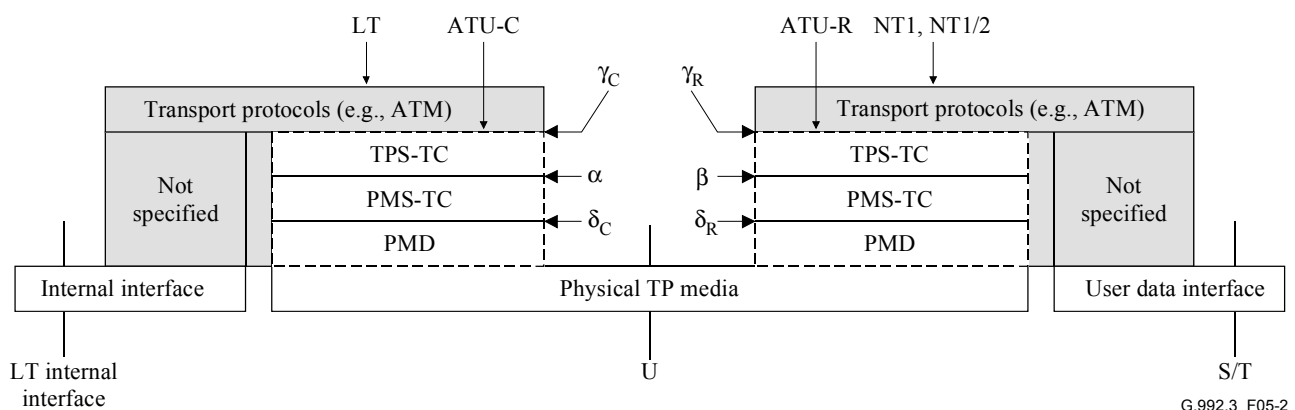 LT
ATU-C
ATU-R
NT1, NT1/2
γC
γR
Transport protocols (e.g., ATM)
Transport protocols (e.g., ATM)
TPS-TC
TPS-TC
α
β
Not
specified
PMS-TC
PMS-TC
Not
specified
δC
δR
PMD
PMD
Internal interface
Physical TP media
User data interface
LT internal
interface
U
S/T
G.992.3_F05-2